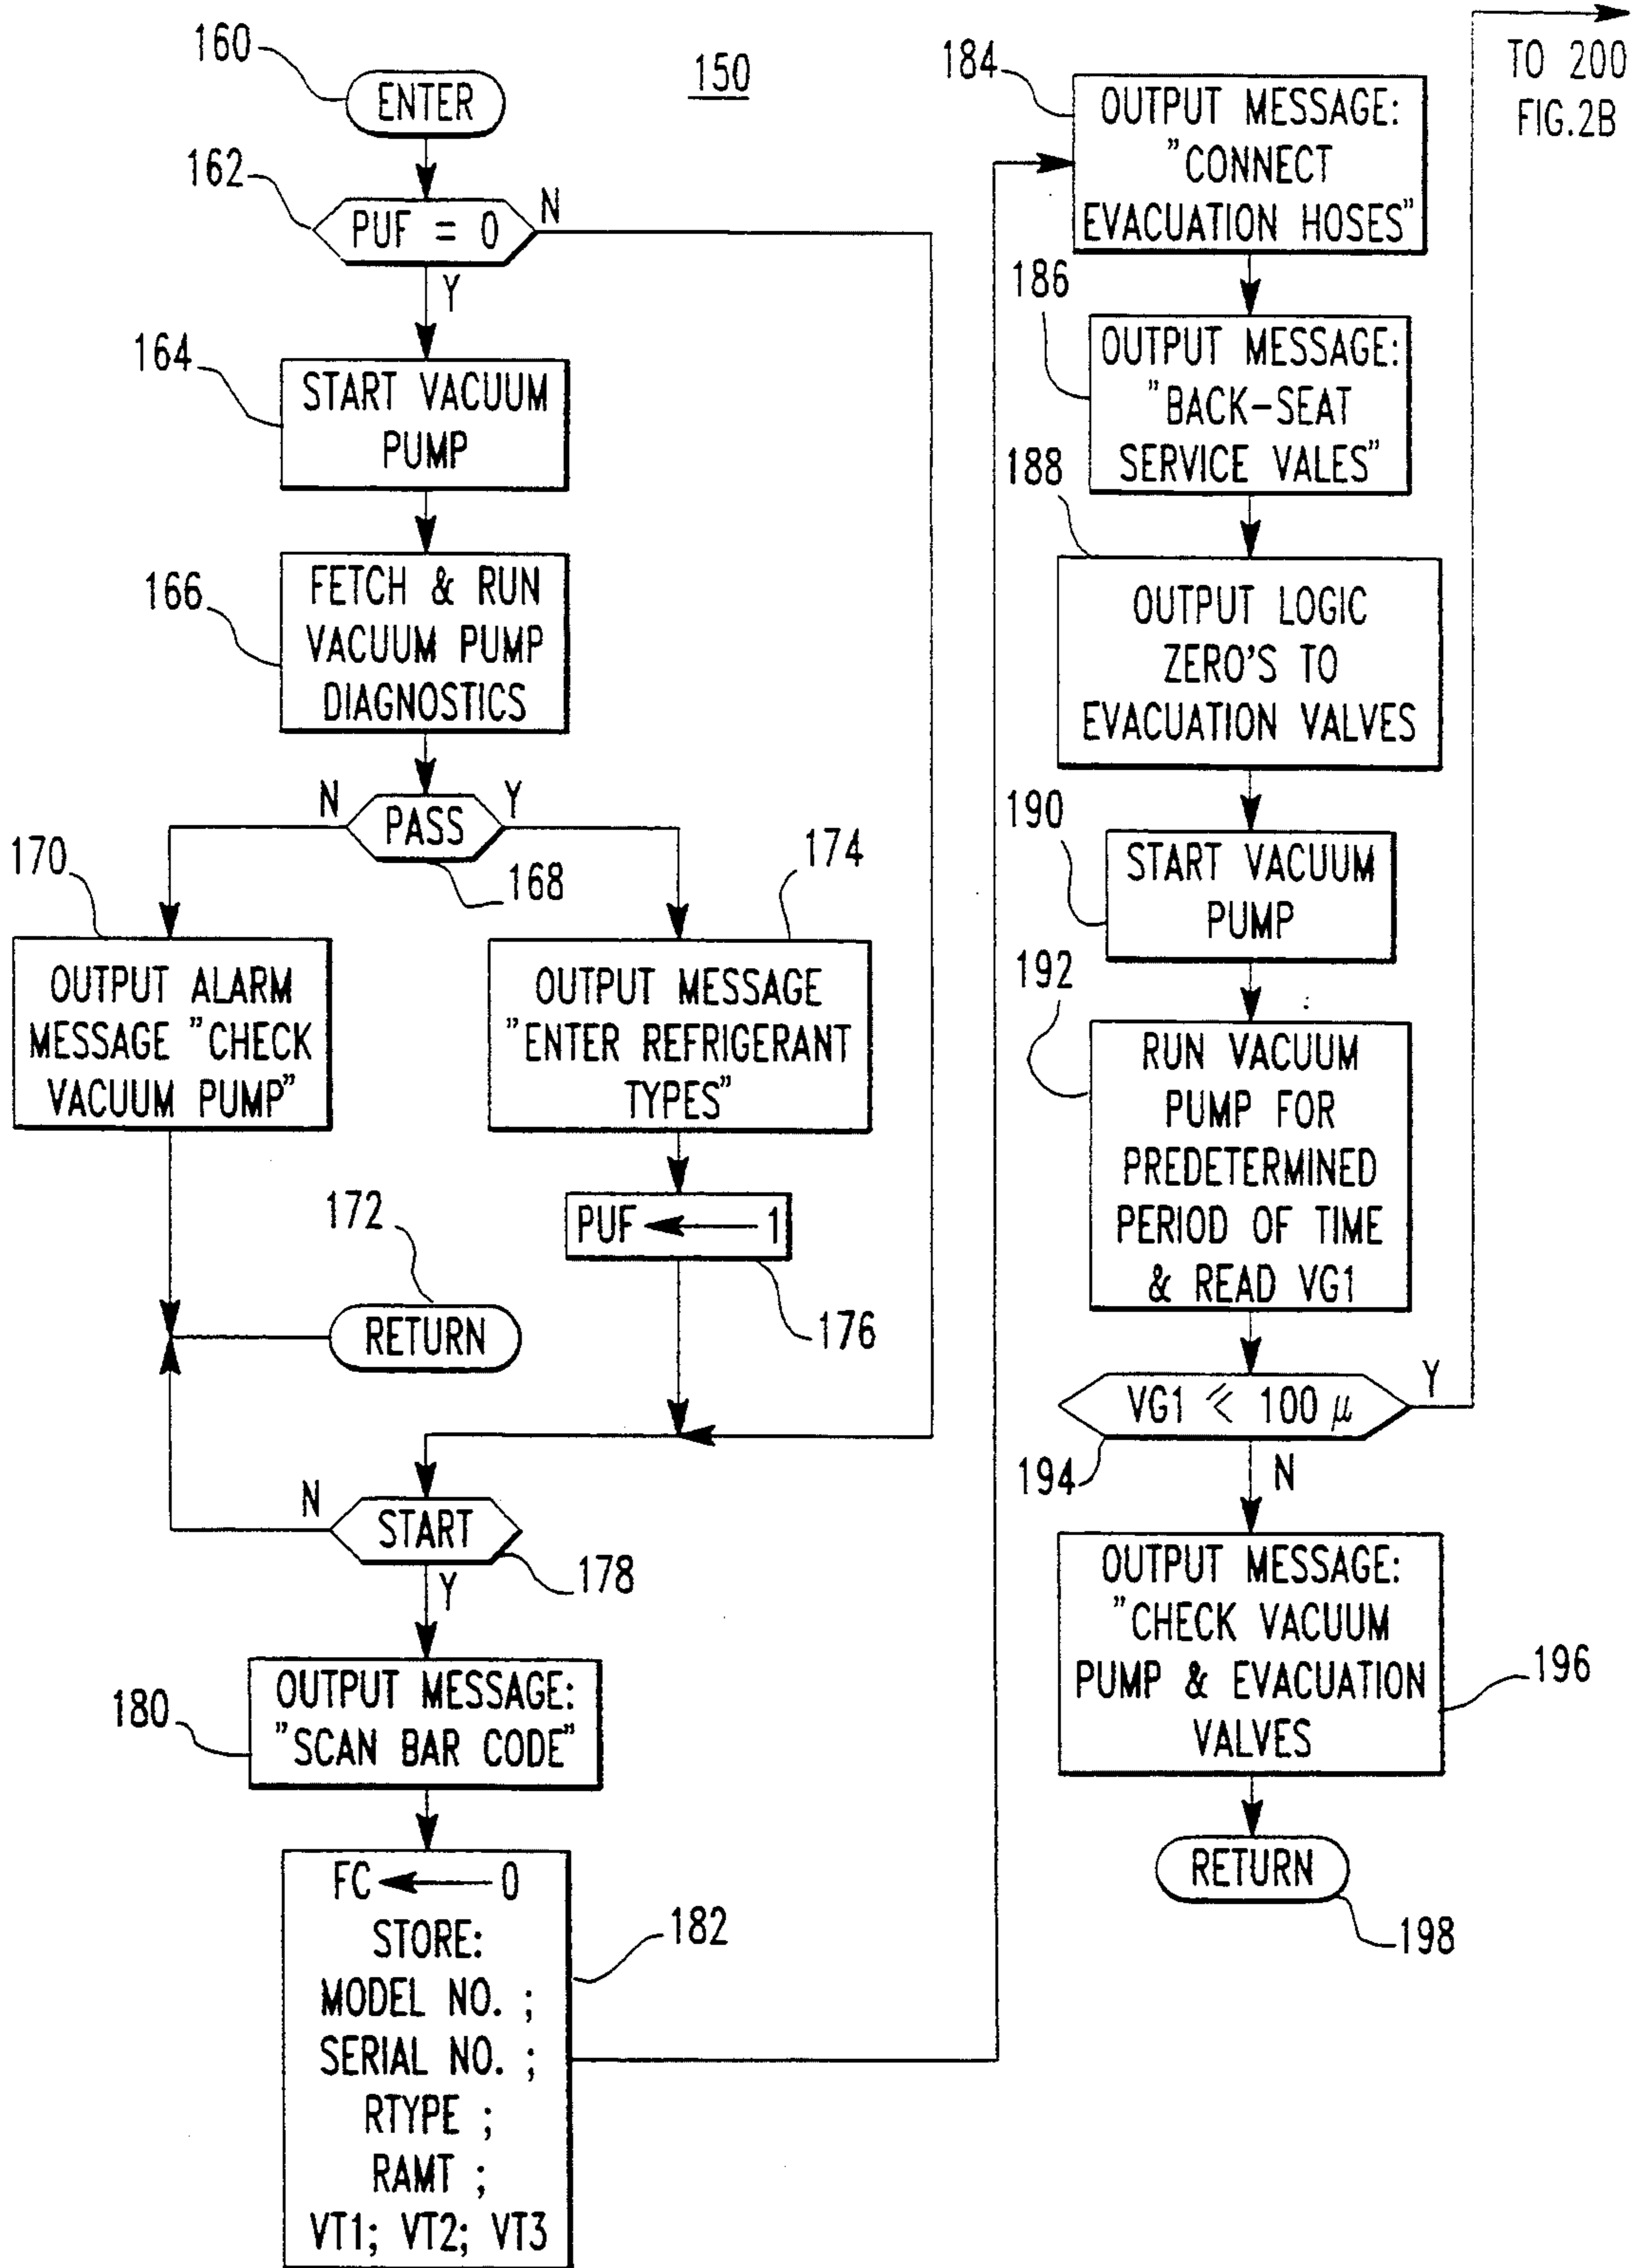 150
160
ENTER
162
PUF = 0
N
Y
164
START VACUUM
PUMP
166
FETCH & RUN
VACUUM PUMP
DIAGNOSTICS
N
PASS
Y
168
170
OUTPUT ALARM
MESSAGE "CHECK
VACUUM PUMP"
174
OUTPUT MESSAGE
"ENTER REFRIGERANT
TYPES"
PUF ← 1
176
172
RETURN
N
START
178
Y
180
OUTPUT MESSAGE:
"SCAN BAR CODE"
FC ← 0
STORE:
MODEL NO. ;
SERIAL NO. ;
RTYPE ;
RAMT ;
VT1; VT2; VT3
182
184
OUTPUT MESSAGE:
"CONNECT
EVACUATION HOSES"
186
OUTPUT MESSAGE:
"BACK-SEAT
SERVICE VALES"
188
OUTPUT LOGIC
ZERO'S TO
EVACUATION VALVES
190
START VACUUM
PUMP
192
RUN VACUUM
PUMP FOR
PREDETERMINED
PERIOD OF TIME
& READ VG1
VG1 ⩽ 100 μ
Y
194
N
TO 200
FIG.2B
OUTPUT MESSAGE:
"CHECK VACUUM
PUMP & EVACUATION
VALVES
196
RETURN
198